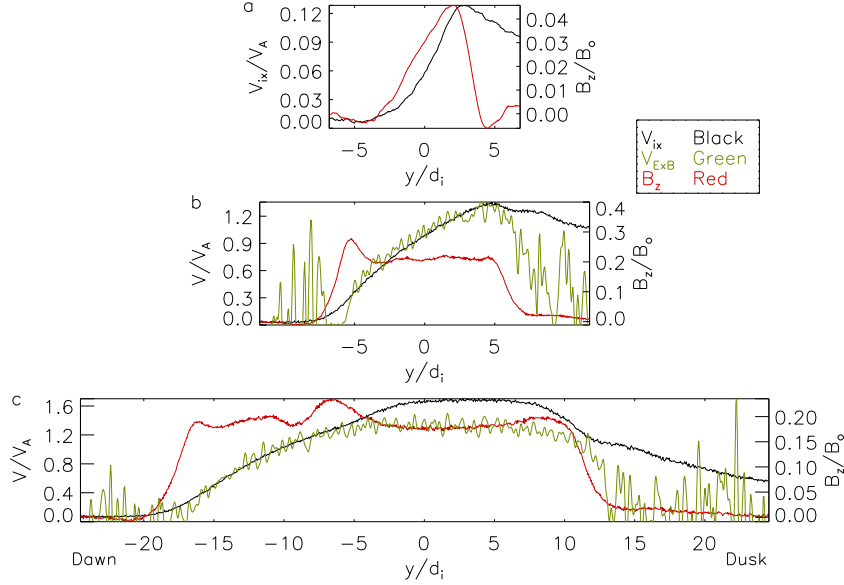 a
V_ix/V_A
0.12
0.09
0.06
0.03
0.00
0.04
0.03
0.02
0.01
0.00
B_z/B_o
−5 0 5
y/d_i
V_ix Black
V_ExB Green
B_z Red
b
V/V_A
1.2
0.9
0.6
0.3
0.0
0.4
0.3
0.2
0.1
0.0
B_z/B_o
−5 0 5
y/d_i
c
V/V_A
1.6
1.2
0.8
0.4
0.0
0.20
0.15
0.10
0.05
0.00
B_z/B_o
−20 −15 −10 −5 0 5 10 15 20
Dawn y/d_i Dusk